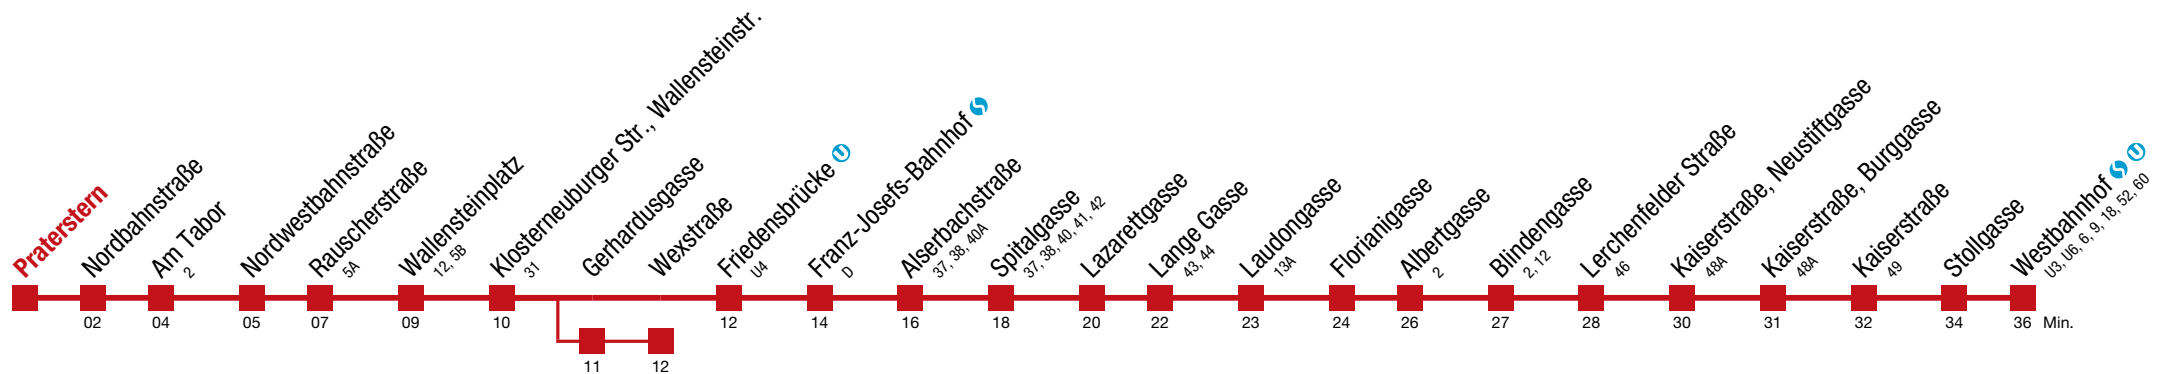 Praterstern
Nordbahnstraße
Am Tabor
2
Nordwestbahnstraße
Rauscherstraße
5A
Wallensteinplatz
12, 5B
Klosterneuburger Str., Wallensteinstr.
31
Gerhardusgasse
Wexstraße
Friedensbrücke U
U4
Franz-Josefs-Bahnhof
D
Alserbachstraße
37, 38, 40A
Spitalgasse
37, 38, 40, 41, 42
Lazarettgasse
Lange Gasse
43, 44
Laudongasse
13A
Florianigasse
Albertgasse
2
Blindengasse
2, 12
Lerchenfelder Straße
46
Kaiserstraße, Neustiftgasse
48A
Kaiserstraße, Burggasse
48A
Kaiserstraße
49
Stollgasse
Westbahnhof U
U3, U6, 6, 9, 18, 52, 60
02 04 05 07 09 10 12 14 16 18 20 22 23 24 26 27 28 30 31 32 34 36 Min.
11 12